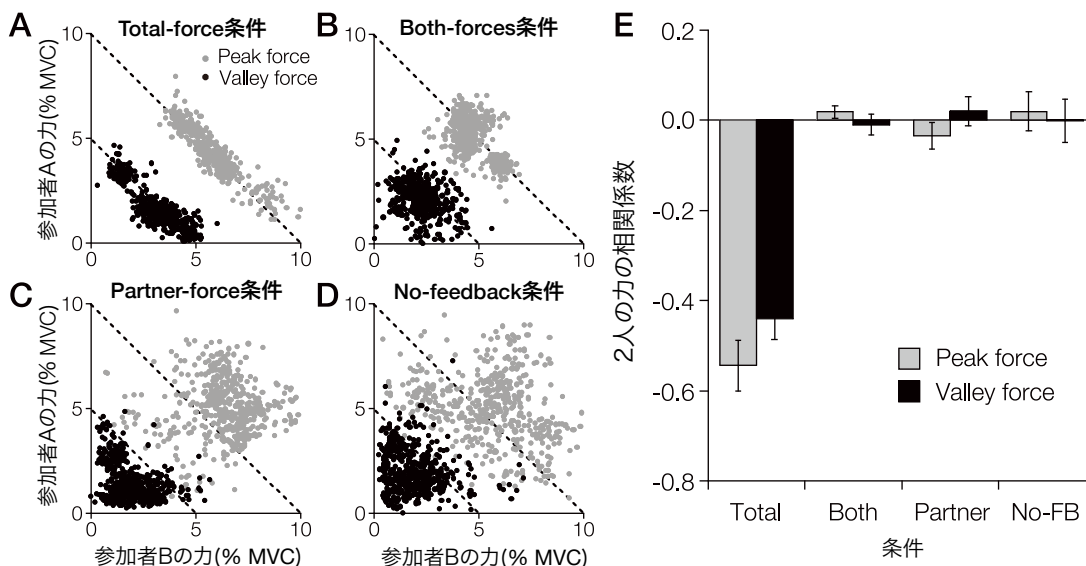 A
Total-force条件
Peak force
Valley force
参加者Aの力(% MVC)
10
5
0
0
5
10
B
Both-forces条件
10
5
0
0
5
10
C
Partner-force条件
参加者Aの力(% MVC)
10
5
0
0
5
10
参加者Bの力(% MVC)
D
No-feedback条件
10
5
0
0
5
10
参加者Bの力(% MVC)
E
2人の力の相関係数
0.2
0.0
-0.2
-0.4
-0.6
-0.8
Peak force
Valley force
Total
Both
Partner
No-FB
条件